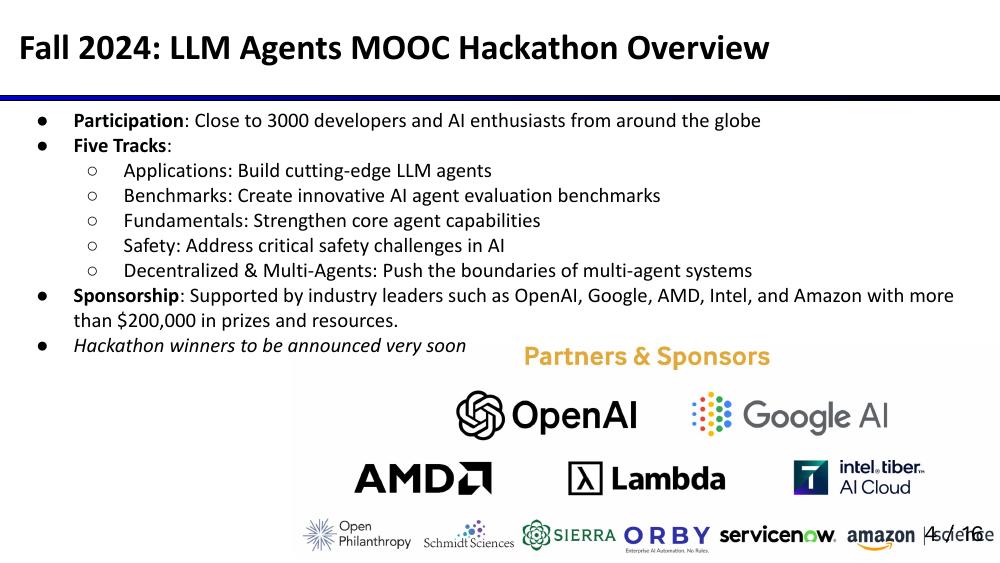 Fall 2024: LLM Agents MOOC Hackathon Overview
● Participation: Close to 3000 developers and AI enthusiasts from around the globe
● Five Tracks:
○ Applications: Build cutting-edge LLM agents
○ Benchmarks: Create innovative AI agent evaluation benchmarks
○ Fundamentals: Strengthen core agent capabilities
○ Safety: Address critical safety challenges in AI
○ Decentralized & Multi-Agents: Push the boundaries of multi-agent systems
● Sponsorship: Supported by industry leaders such as OpenAI, Google, AMD, Intel, and Amazon with more
than $200,000 in prizes and resources.
● Hackathon winners to be announced very soon
Partners & Sponsors
OpenAI Google AI
AMD Lambda intel. tiber™ AI Cloud
Open Philanthropy Schmidt Sciences SIERRA ORBY Enterprise AI Automation. No Rules. servicenow. amazon | science
4 / 16